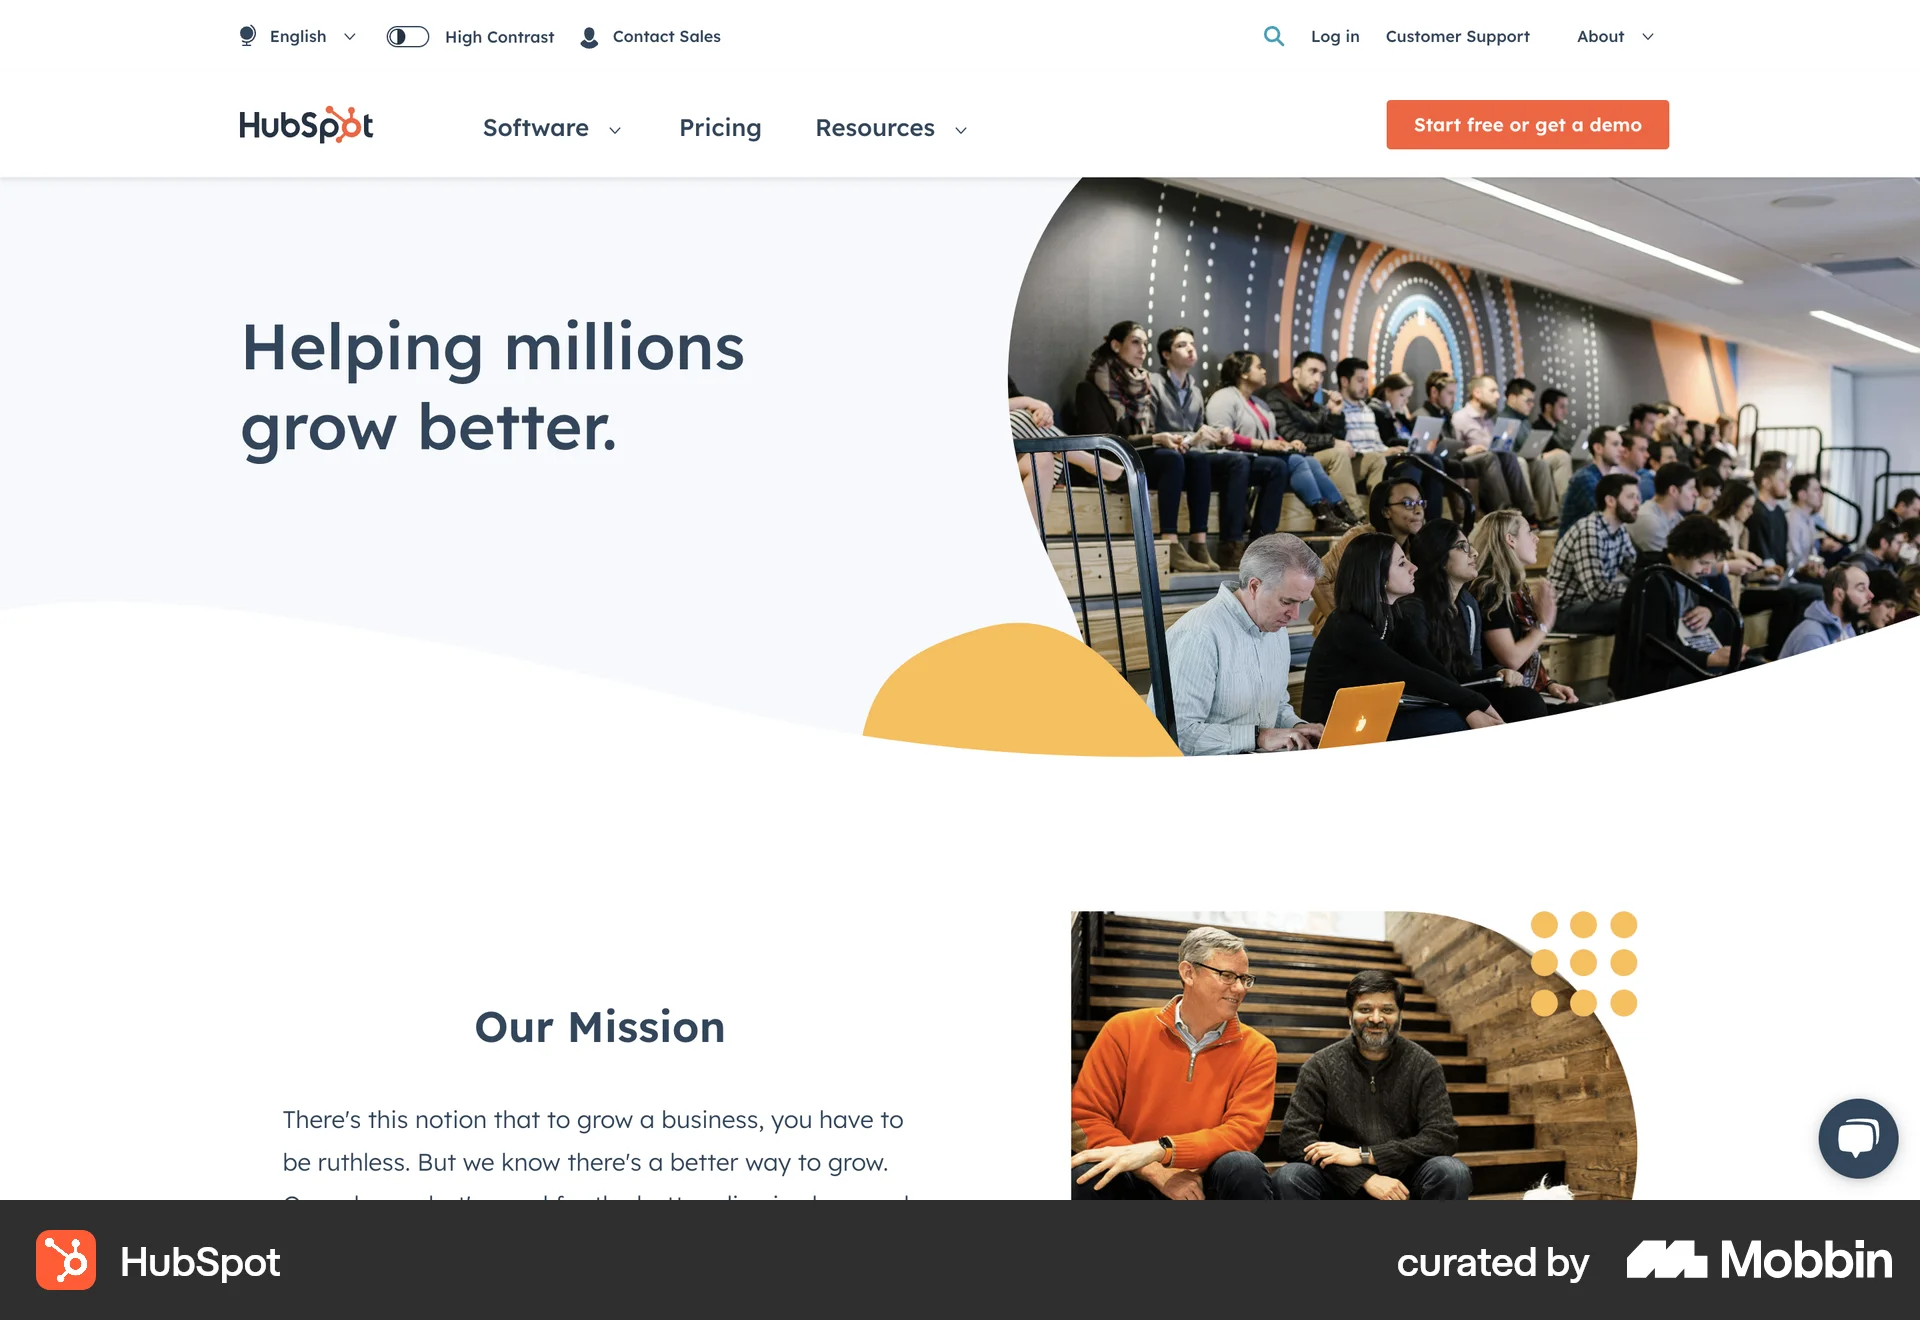 English
High Contrast
Contact Sales
Log in
Customer Support
About
HubSpot
Software
Pricing
Resources
Start free or get a demo
Helping millions
grow better.
Our Mission
There's this notion that to grow a business, you have to
be ruthless. But we know there's a better way to grow.
HubSpot
curated by
Mobbin